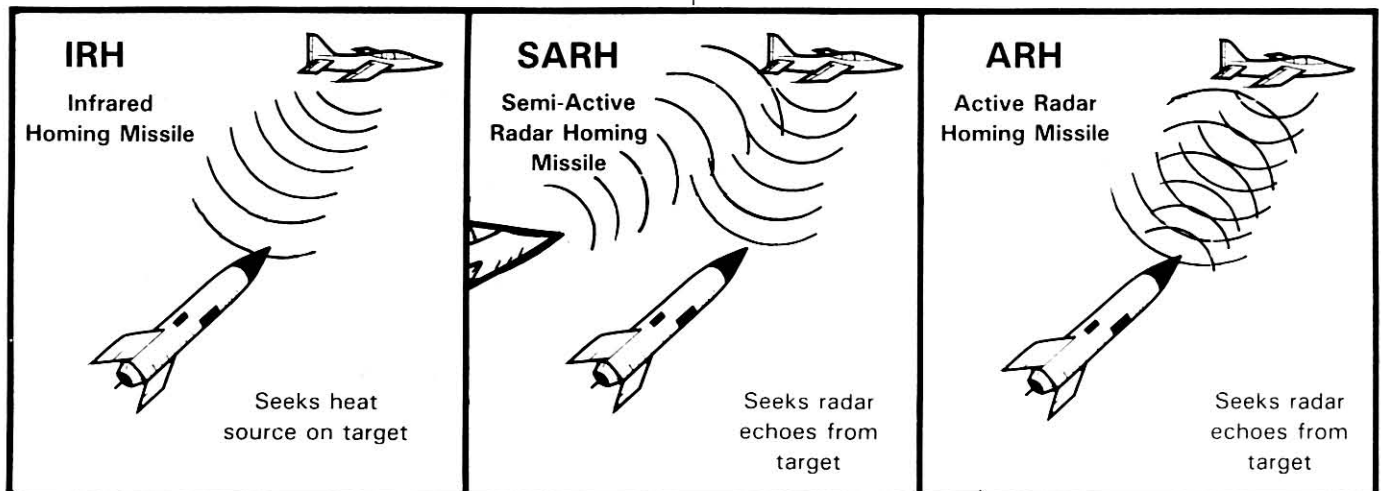 IRH
Infrared
Homing Missile
Seeks heat
source on target
SARH
Semi-Active
Radar Homing
Missile
Seeks radar
echoes from
target
ARH
Active Radar
Homing Missile
Seeks radar
echoes from
target